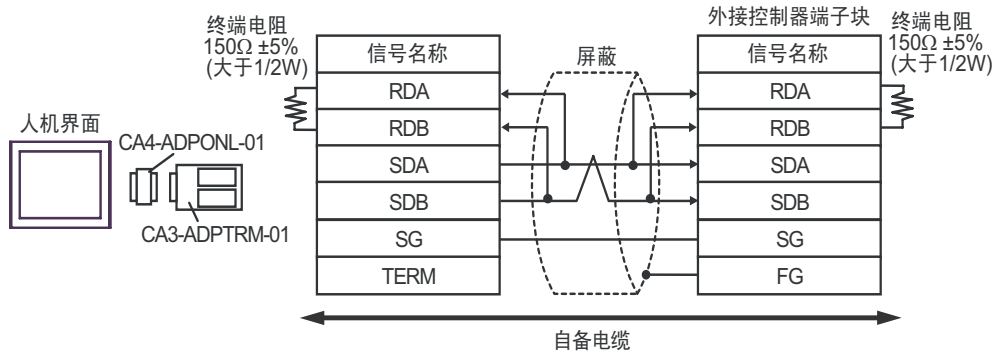 终端电阻
150Ω ±5%
(大于1/2W)
外接控制器端子块
终端电阻
150Ω ±5%
(大于1/2W)
信号名称
屏蔽
信号名称
RDA
RDA
人机界面
RDB
RDB
CA4-ADPONL-01
SDA
SDA
SDB
SDB
CA3-ADPTRM-01
SG
SG
TERM
FG
自备电缆